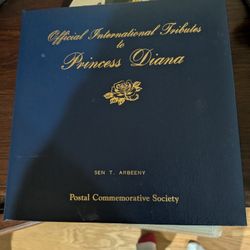 Official International Tributes
to
Princess Diana
SEN T. ARBEENY
Postal Commemorative Society